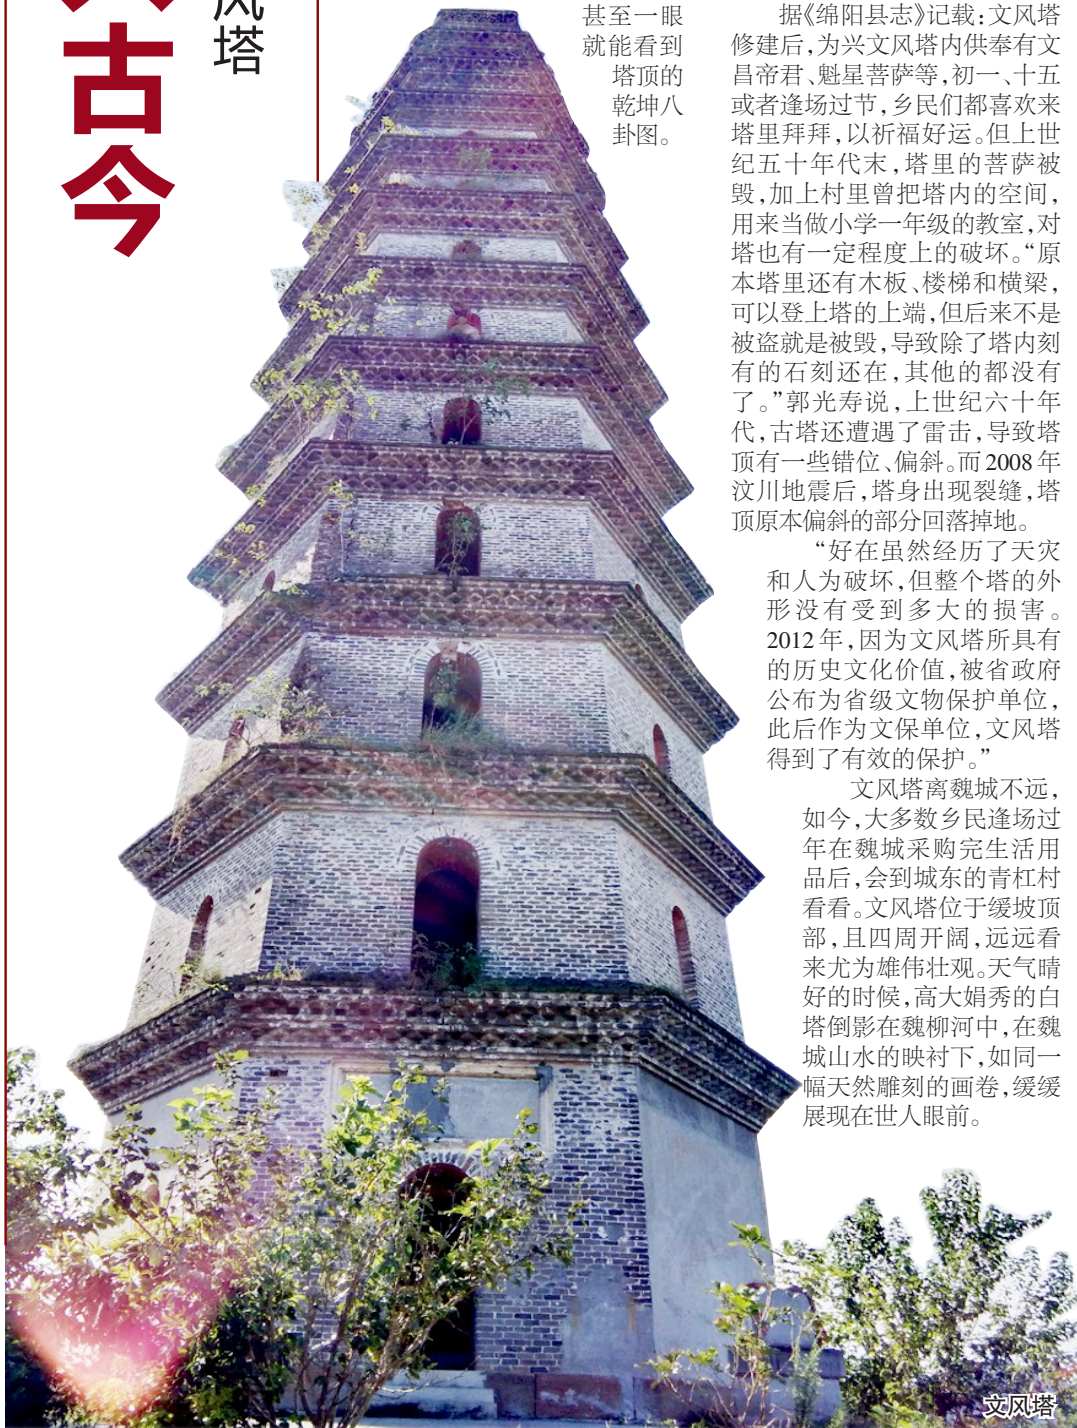 古今
风塔
甚至一眼
就能看到
塔顶的
乾坤八
卦图。
据《绵阳县志》记载:文风塔
修建后,为兴文风塔内供奉有文
昌帝君、魁星菩萨等,初一、十五
或者逢场过节,乡民们都喜欢来
塔里拜拜,以祈福好运。但上世
纪五十年代末,塔里的菩萨被
毁,加上村里曾把塔内的空间,
用来当做小学一年级的教室,对
塔也有一定程度上的破坏。“原
本塔里还有木板、楼梯和横梁,
可以登上塔的上端,但后来不是
被盗就是被毁,导致除了塔内刻
有的石刻还在,其他的都没有
了。”郭光寿说,上世纪六十年
代,古塔还遭遇了雷击,导致塔
顶有一些错位、偏斜。而2008年
汶川地震后,塔身出现裂缝,塔
顶原本偏斜的部分回落掉地。
“好在虽然经历了天灾
和人为破坏,但整个塔的外
形没有受到多大的损害。
2012年,因为文风塔所具有
的历史文化价值,被省政府
公布为省级文物保护单位,
此后作为文保单位,文风塔
得到了有效的保护。”
文风塔离魏城不远,
如今,大多数乡民逢场过
年在魏城采购完生活用
品后,会到城东的青杠村
看看。文风塔位于缓坡顶
部,且四周开阔,远远看
来尤为雄伟壮观。天气晴
好的时候,高大娟秀的白
塔倒影在魏柳河中,在魏
城山水的映衬下,如同一
幅天然雕刻的画卷,缓缓
展现在世人眼前。
文风塔